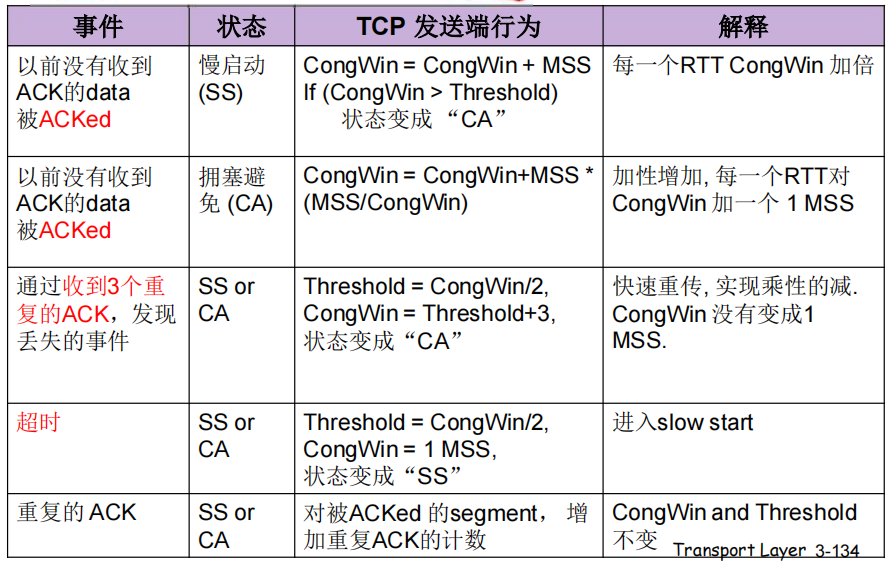 事件 状态 TCP 发送端行为 解释
以前没有收到 慢启动 CongWin = CongWin + MSS 每一个RTT CongWin 加倍
ACK的data (SS) If (CongWin > Threshold)
被ACKed 状态变成 “CA”
以前没有收到 拥塞避 CongWin = CongWin+MSS * 加性增加, 每一个RTT对
ACK的data 免 (CA) (MSS/CongWin) CongWin 加一个 1 MSS
被ACKed
通过收到3个重 SS or Threshold = CongWin/2, 快速重传, 实现乘性的减.
复的ACK，发现 CA CongWin = Threshold+3, CongWin 没有变成1
丢失的事件 状态变成“CA” MSS.
超时 SS or Threshold = CongWin/2, 进入slow start
CA CongWin = 1 MSS,
状态变成“SS”
重复的 ACK SS or 对被ACKed 的segment， 增 CongWin and Threshold
CA 加重复ACK的计数 不变
Transport Layer 3-134